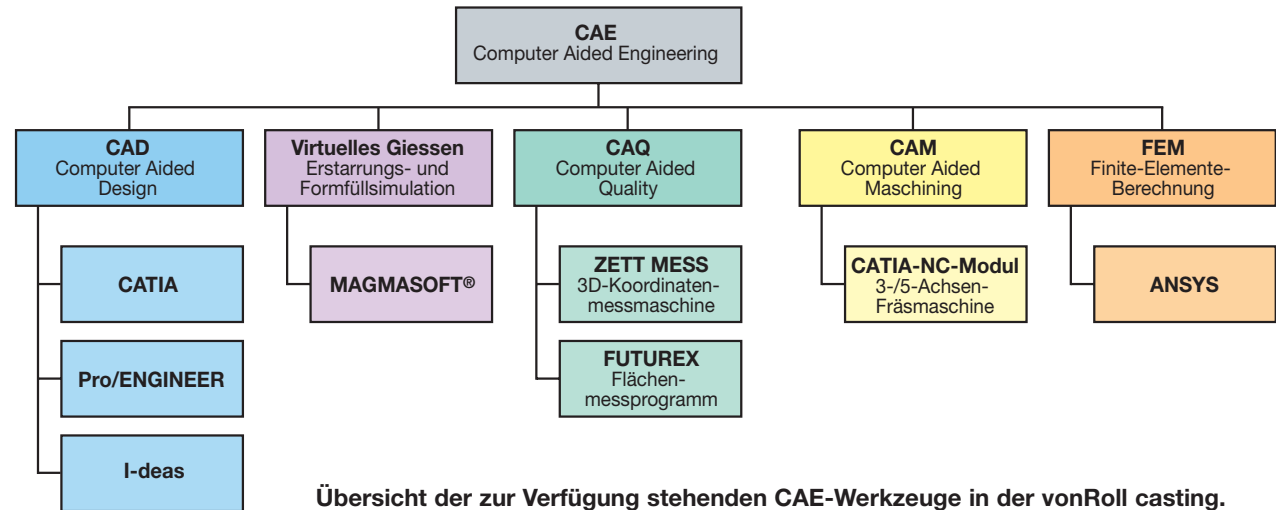 CAE
Computer Aided Engineering
CAD
Computer Aided
Design
CATIA
Pro/ENGINEER
I-deas
Virtuelles Giessen
Erstarrungs- und
Formfüllsimulation
MAGMASOFT®
CAQ
Computer Aided
Quality
ZETT MESS
3D-Koordinaten-
messmaschine
FUTUREX
Flächen-
messprogramm
CAM
Computer Aided
Maschining
CATIA-NC-Modul
3-/5-Achsen-
Fräsmaschine
FEM
Finite-Elemente-
Berechnung
ANSYS
Übersicht der zur Verfügung stehenden CAE-Werkzeuge in der vonRoll casting.